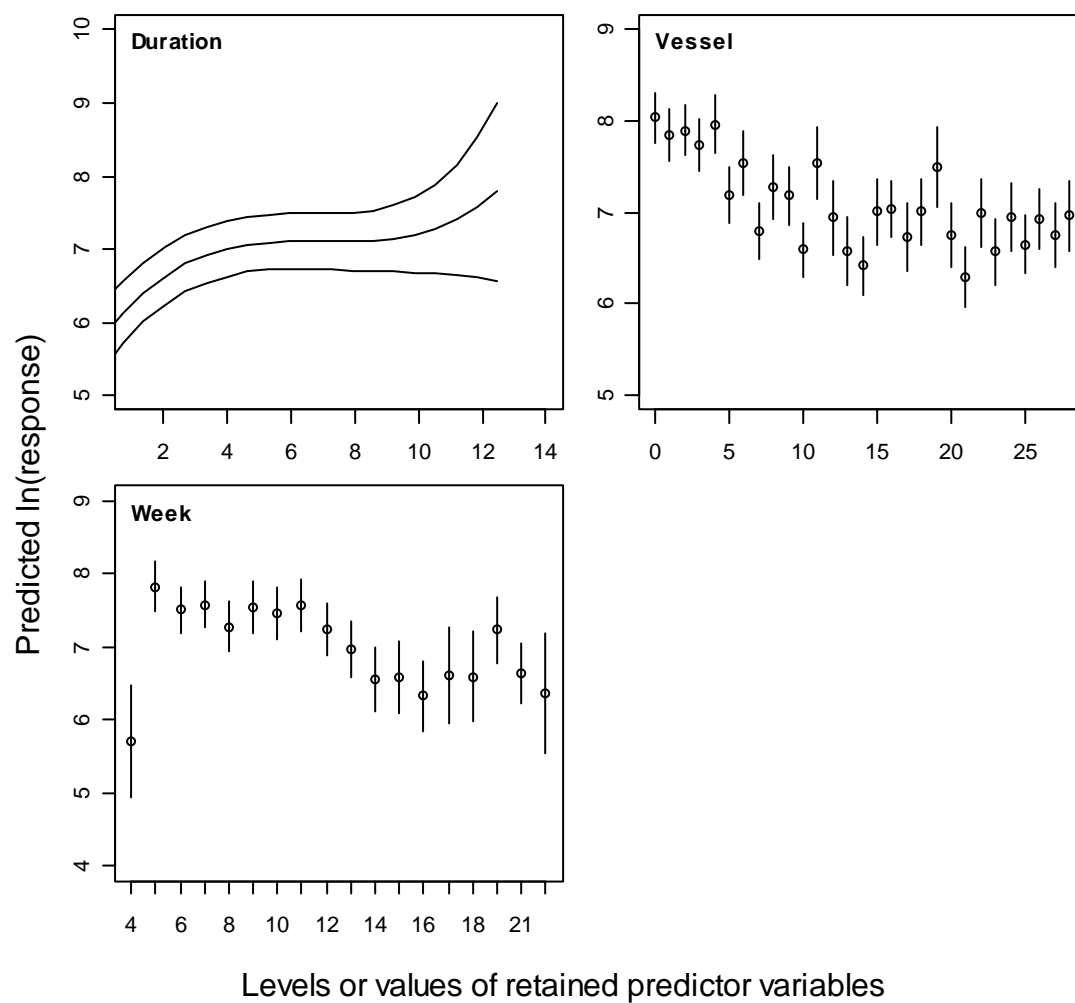 Duration
10
9
8
7
6
5
2 4 6 8 10 12 14
Vessel
9
8
7
6
5
0 5 10 15 20 25
Week
9
8
7
6
5
4
4 6 8 10 12 14 16 18 21
Predicted ln(response)
Levels or values of retained predictor variables